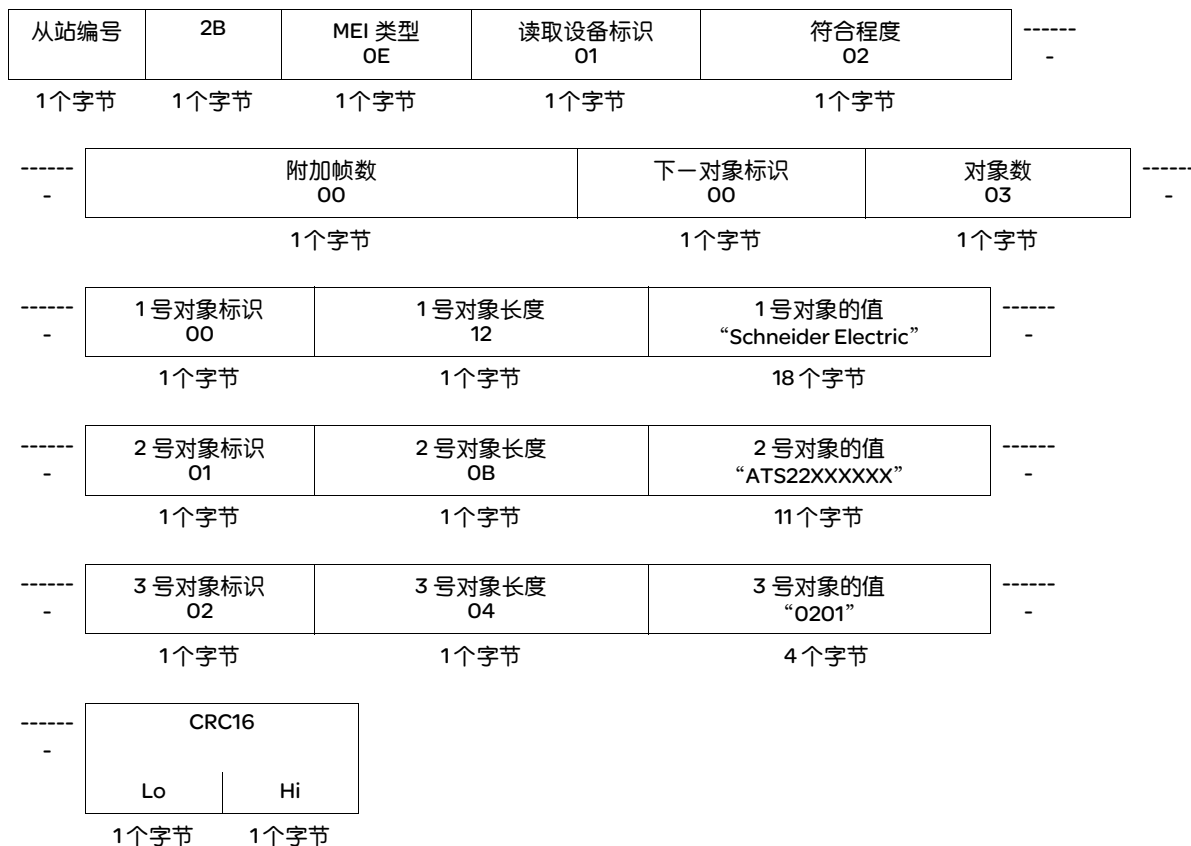 从站编号 2B MEI 类型 读取设备标识 符合程度 ------
0E 01 02 -
1个字节 1个字节 1个字节 1个字节 1个字节
------ 附加帧数 下一对象标识 对象数 ------
- 00 00 03 -
1个字节 1个字节 1个字节
------ 1号对象标识 1号对象长度 1号对象的值 ------
- 00 12 “Schneider Electric” -
1个字节 1个字节 18个字节
------ 2号对象标识 2号对象长度 2号对象的值 ------
- 01 0B “ATS22XXXXXX” -
1个字节 1个字节 11个字节
------ 3号对象标识 3号对象长度 3号对象的值 ------
- 02 04 “0201” -
1个字节 1个字节 4个字节
------ CRC16
-
Lo Hi
1个字节 1个字节